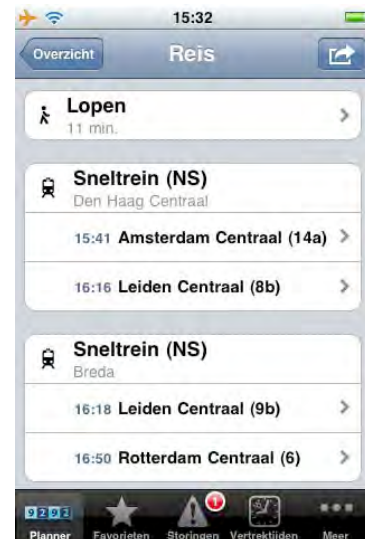 15:32
Overzicht Reis
Lopen
11 min.
Sneltrein (NS)
Den Haag Centraal
15:41 Amsterdam Centraal (14a)
16:16 Leiden Centraal (8b)
Sneltrein (NS)
Breda
16:18 Leiden Centraal (9b)
16:50 Rotterdam Centraal (6)
9292 1
Planner Favorieten Storingen Vertrektijden Meer